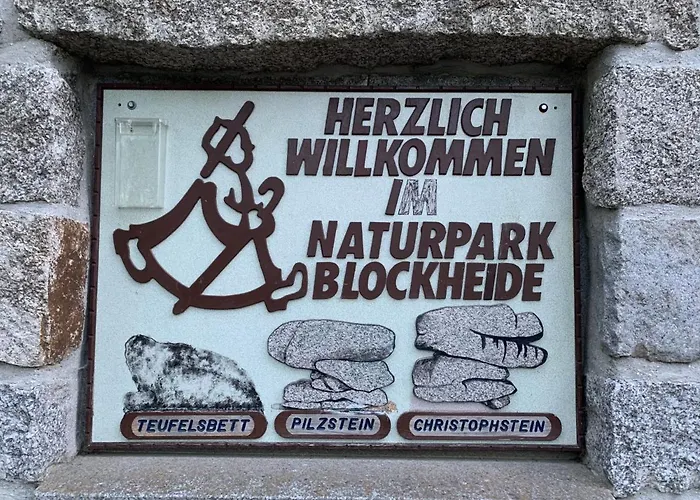 HERZLICH
WILLKOMMEN
IM
NATURPARK
BLOCKHEIDE
TEUFELSBETT PILZSTEIN CHRISTOPHSTEIN